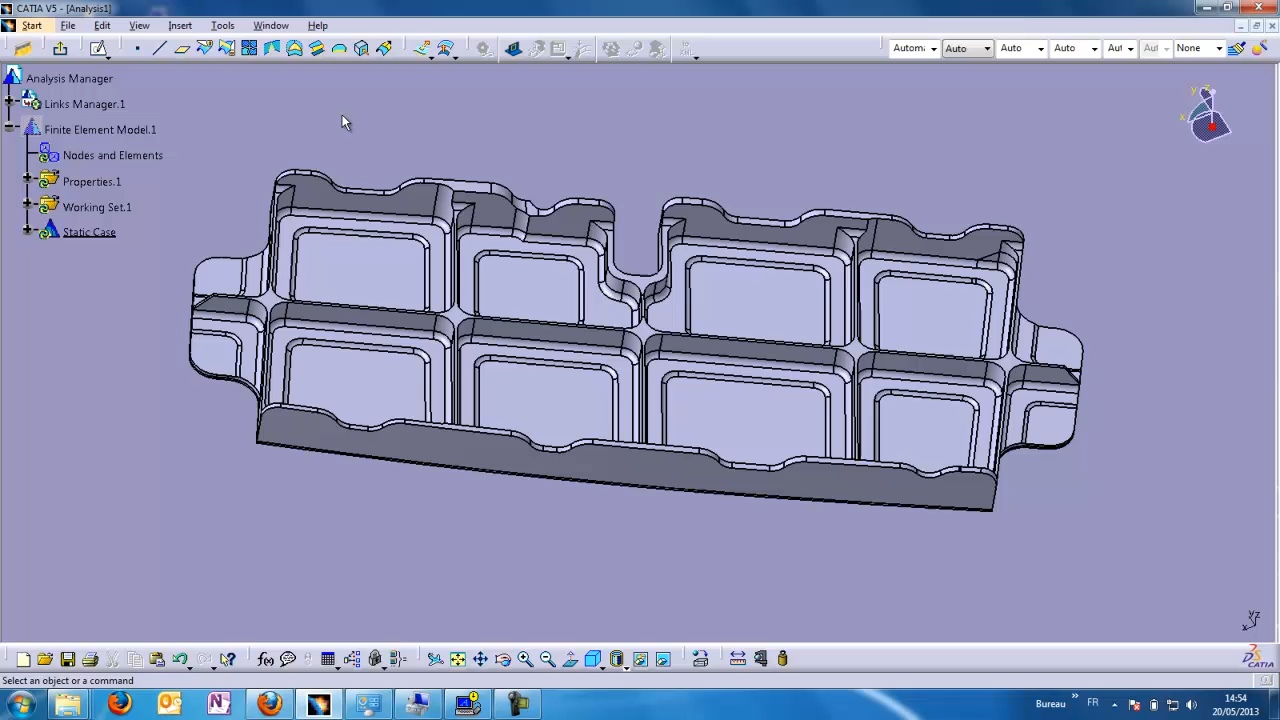 CATIA V5 - [Analysis1]
Start File Edit View Insert Tools Window Help
Auto Auto Auto None
Analysis Manager
Links Manager.1
Finite Element Model.1
Nodes and Elements
Properties.1
Working Set.1
Static Case
y z
x
f(x)
Select an object or a command
CATIA
Bureau » FR 14:54
20/05/2013